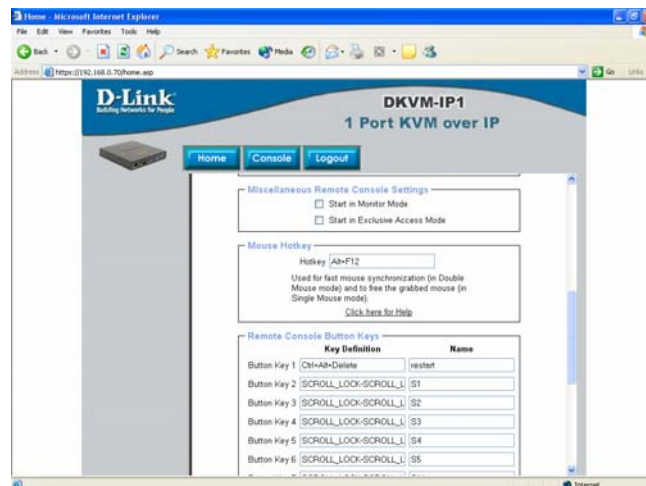 Home - Microsoft Internet Explorer
File Edit View Favorites Tools Help
Back Search Favorites Media
Address https://192.168.0.70/home.asp Go Links
D-Link
Building Networks for People
DKVM-IP1
1 Port KVM over IP
Home Console Logout
Miscellaneous Remote Console Settings
Start in Monitor Mode
Start in Exclusive Access Mode
Mouse Hotkey
Hotkey Alt+F12
Used for fast mouse synchronization (in Double
Mouse mode) and to free the
grabbed mouse (in
Single Mouse mode).
Click here for Help
Remote Console Button Keys
Key Definition Name
Button Key 1 Ctrl+Alt+Delete restart
Button Key 2 SCROLL_LOCK-SCROLL_L S1
Button Key 3 SCROLL_LOCK-SCROLL_L S2
Button Key 4 SCROLL_LOCK-SCROLL_L S3
Button Key 5 SCROLL_LOCK-SCROLL_L S4
Button Key 6 SCROLL_LOCK-SCROLL_L S5
Internet